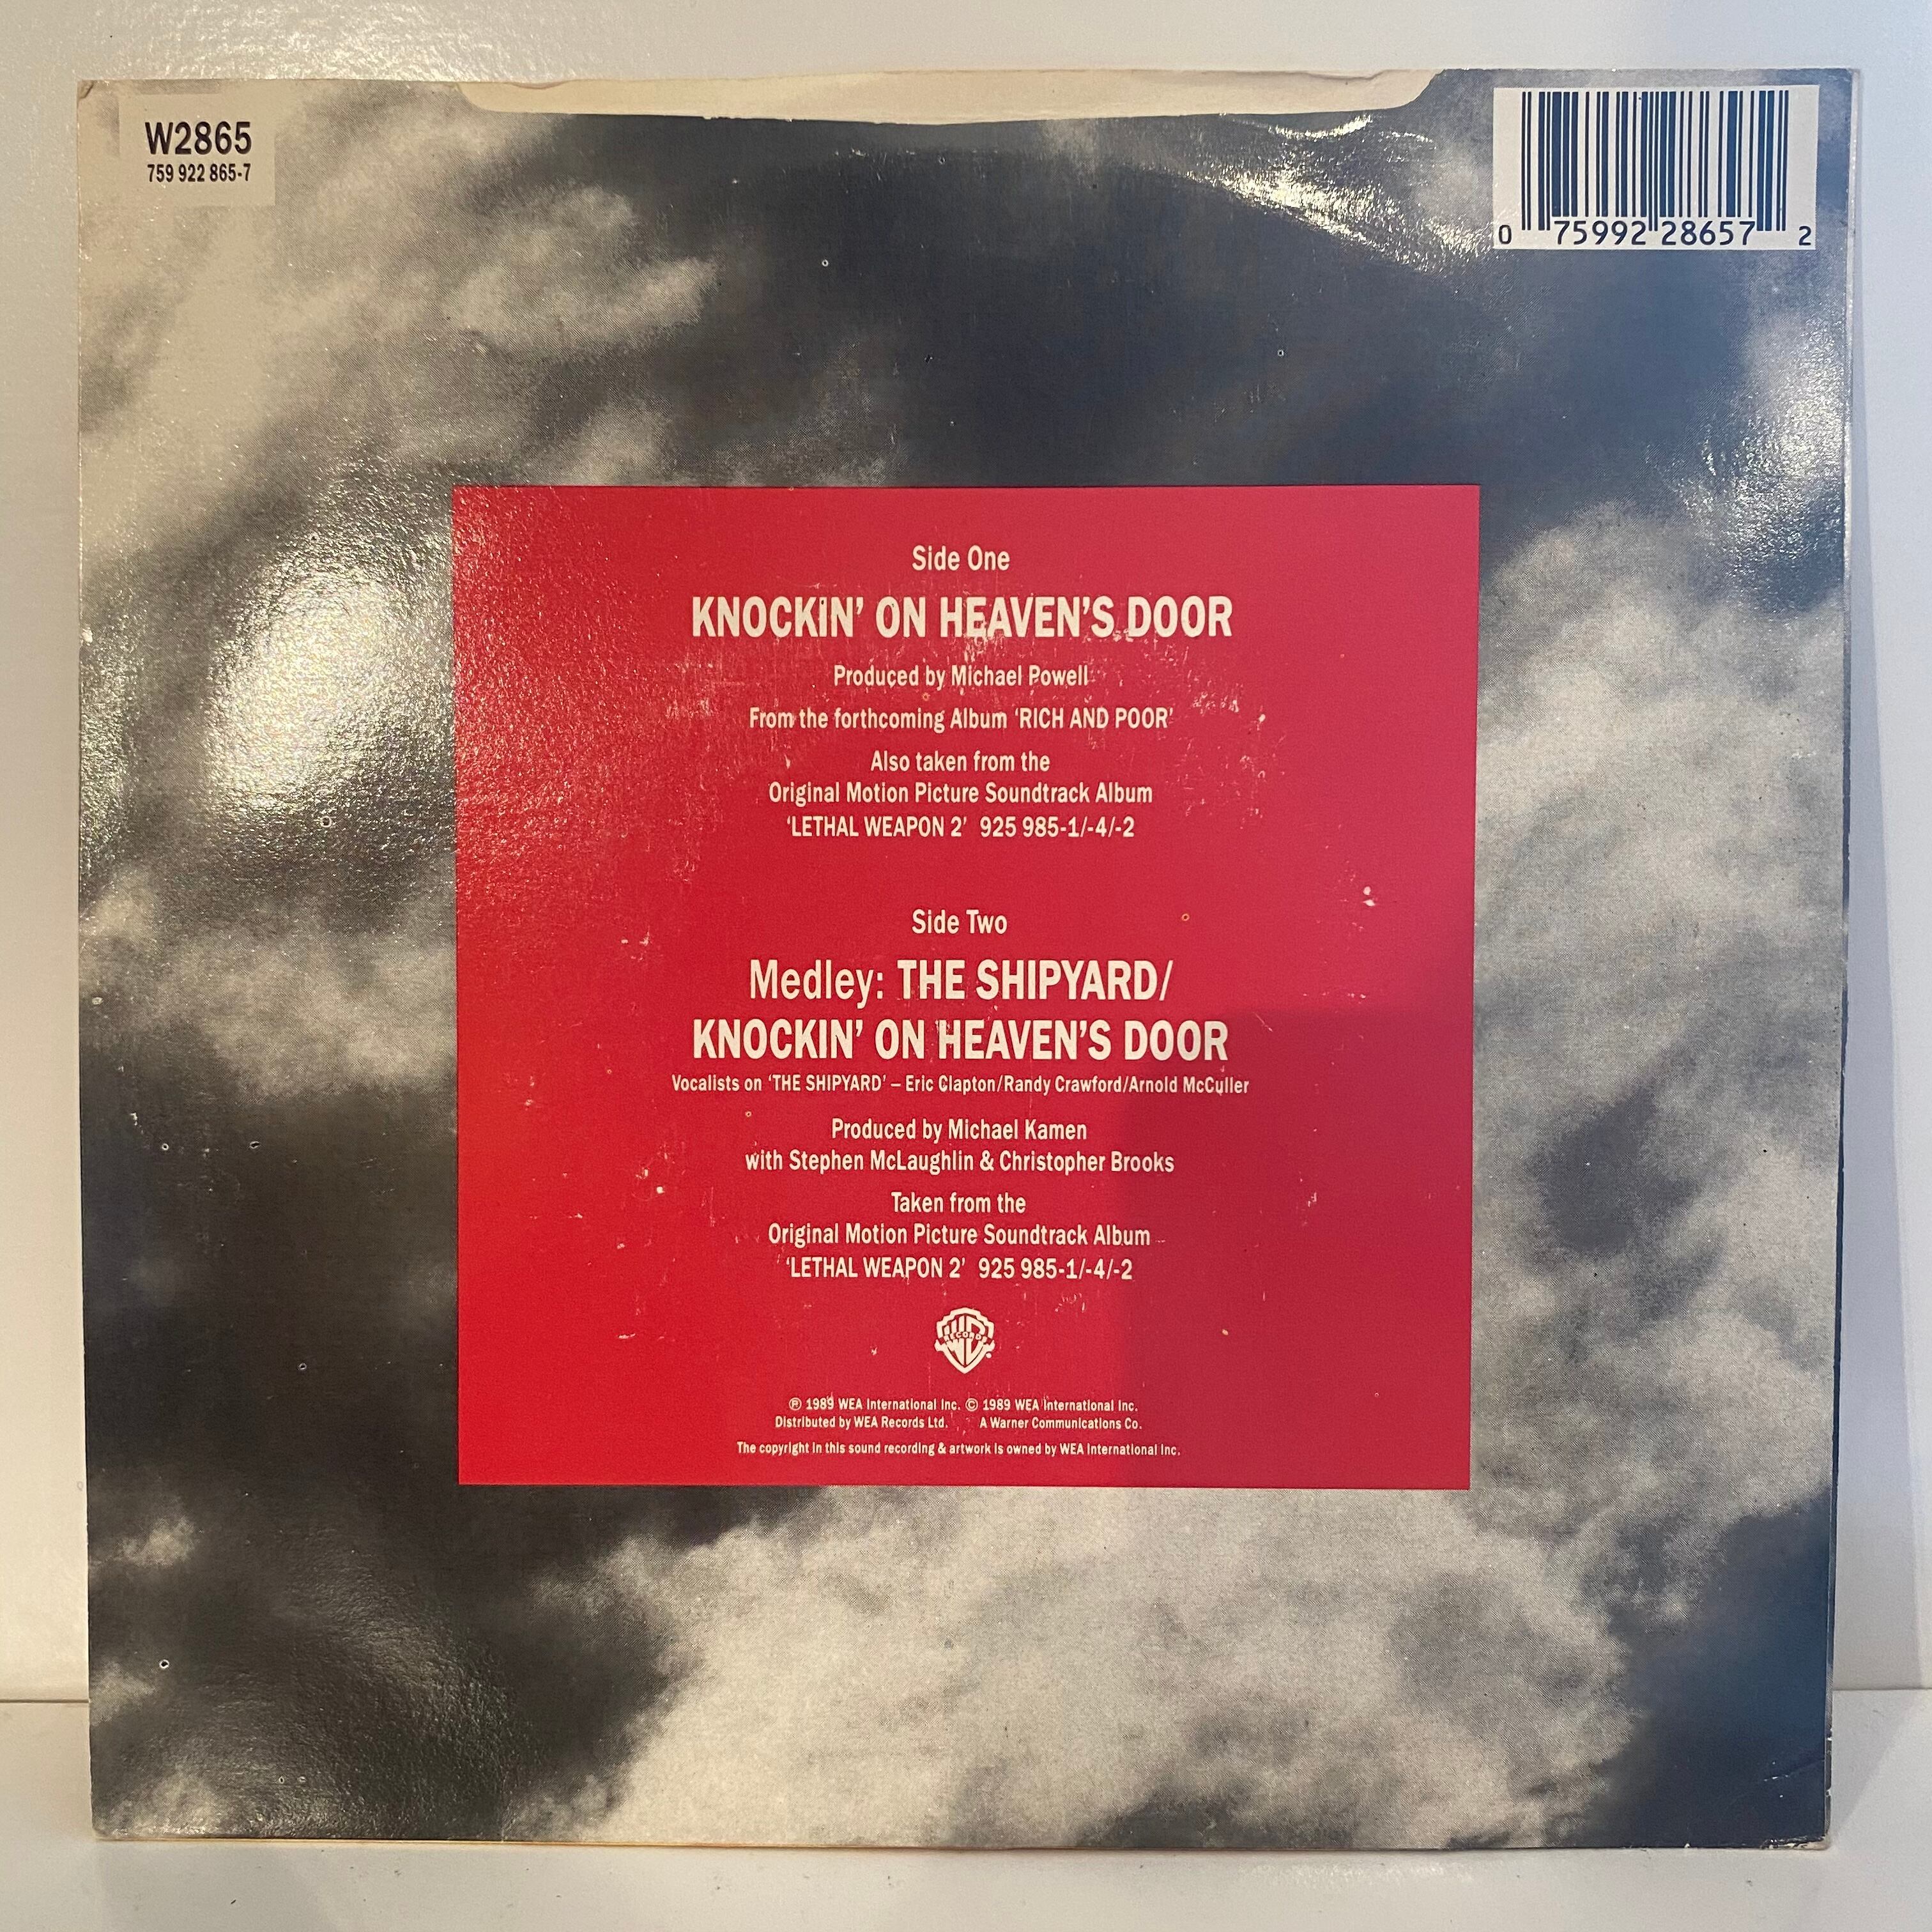 W2865
759 922 865-7
0 75992 28657 2
Side One
KNOCKIN’ ON HEAVEN’S DOOR
Produced by Michael Powell
From the forthcoming Album ‘RICH AND POOR’
Also taken from the
Original Motion Picture Soundtrack Album
‘LETHAL WEAPON 2’ 925 985-1/-4/-2
Side Two
Medley: THE SHIPYARD/
KNOCKIN’ ON HEAVEN’S DOOR
Vocalists on ‘THE SHIPYARD’ – Eric Clapton/Randy Crawford/Arnold McCuller
Produced by Michael Kamen
with Stephen McLaughlin & Christopher Brooks
Taken from the
Original Motion Picture Soundtrack Album
‘LETHAL WEAPON 2’ 925 985-1/-4/-2
WB RECORDS
℗ 1989 WEA International Inc. © 1989 WEA International Inc.
Distributed by WEA Records Ltd. A Warner Communications Co.
The copyright in this sound recording & artwork is owned by WEA International Inc.